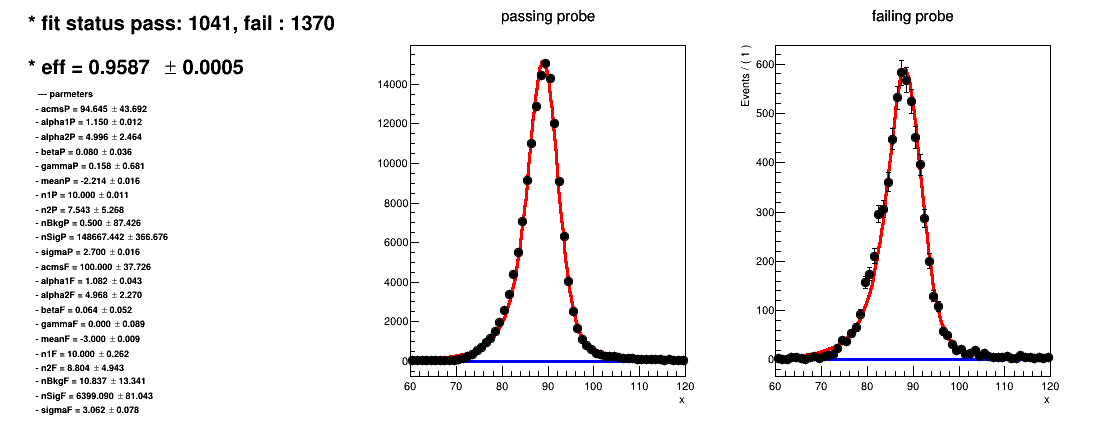 * fit status pass: 1041, fail : 1370
* eff = 0.9587 ± 0.0005
--- parmeters
- acmsP = 94.645 ± 43.692
- alpha1P = 1.150 ± 0.012
- alpha2P = 4.996 ± 2.464
- betaP = 0.080 ± 0.036
- gammaP = 0.158 ± 0.681
- meanP = -2.214 ± 0.016
- n1P = 10.000 ± 0.011
- n2P = 7.543 ± 5.268
- nBkgP = 0.500 ± 87.426
- nSigP = 148667.442 ± 366.676
- sigmaP = 2.700 ± 0.016
- acmsF = 100.000 ± 37.726
- alpha1F = 1.082 ± 0.043
- alpha2F = 4.968 ± 2.270
- betaF = 0.064 ± 0.052
- gammaF = 0.000 ± 0.089
- meanF = -3.000 ± 0.009
- n1F = 10.000 ± 0.262
- n2F = 8.804 ± 4.943
- nBkgF = 10.837 ± 13.341
- nSigF = 6399.090 ± 81.043
- sigmaF = 3.062 ± 0.078
passing probe
14000
12000
10000
8000
6000
4000
2000
0
60 70 80 90 100 110 120
x
failing probe
Events / ( 1 )
600
500
400
300
200
100
0
60 70 80 90 100 110 120
x